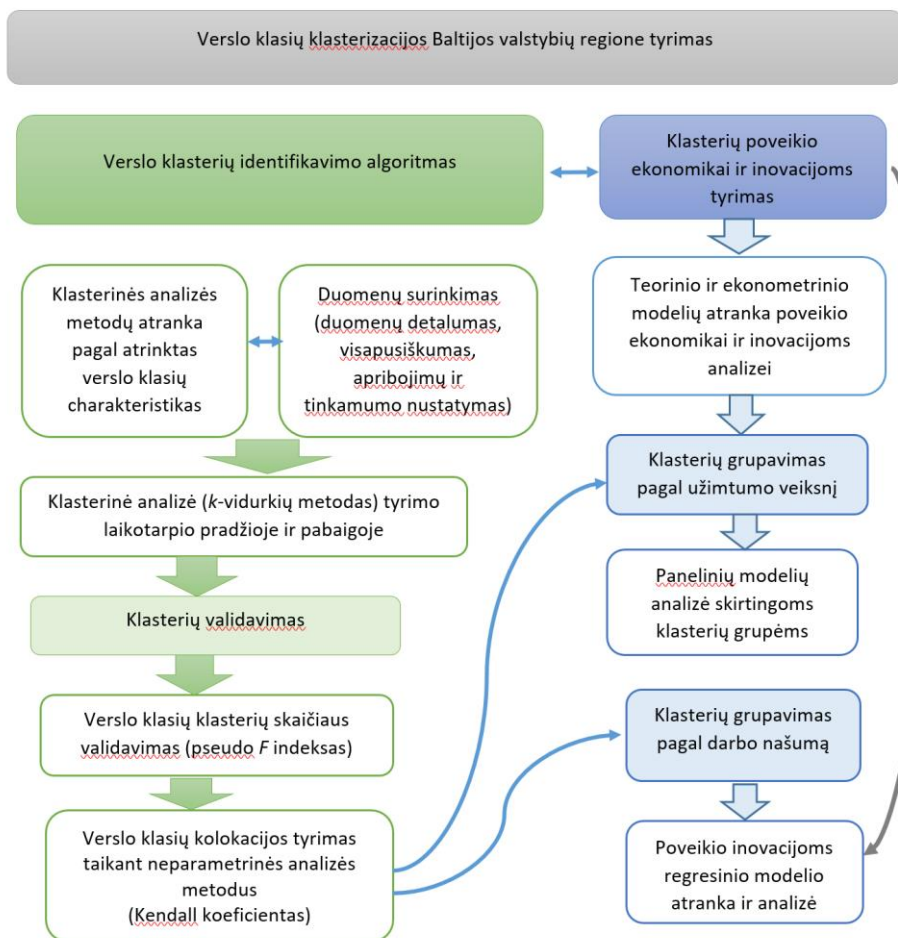 Verslo klasių klasterizacijos Baltijos valstybių regione tyrimas
Verslo klasterių identifikavimo algoritmas
Klasterių poveikio
ekonomikai ir inovacijoms
tyrimas
Klasterinės analizės
metodų atranka
pagal atrinktas
verslo klasių
charakteristikas
Duomenų surinkimas
(duomenų detalumas,
visapusiškumas,
apribojimų ir
tinkamumo nustatymas)
Teorinio ir ekonometrinio
modelių atranka poveikio
ekonomikai ir inovacijoms
analizei
Klasterinė analizė (k-vidurkių metodas) tyrimo
laikotarpio pradžioje ir pabaigoje
Klasterių grupavimas
pagal užimtumo veiksnį
Klasterių validavimas
Panelinių modelių
analizė skirtingoms
klasterių grupėms
Verslo klasių klasterių skaičiaus
validavimas (pseudo F indeksas)
Klasterių grupavimas
pagal darbo našumą
Verslo klasių kolokacijos tyrimas
taikant neparametrinės analizės
metodus
(Kendall koeficientas)
Poveikio inovacijoms
regresinio modelio
atranka ir analizė